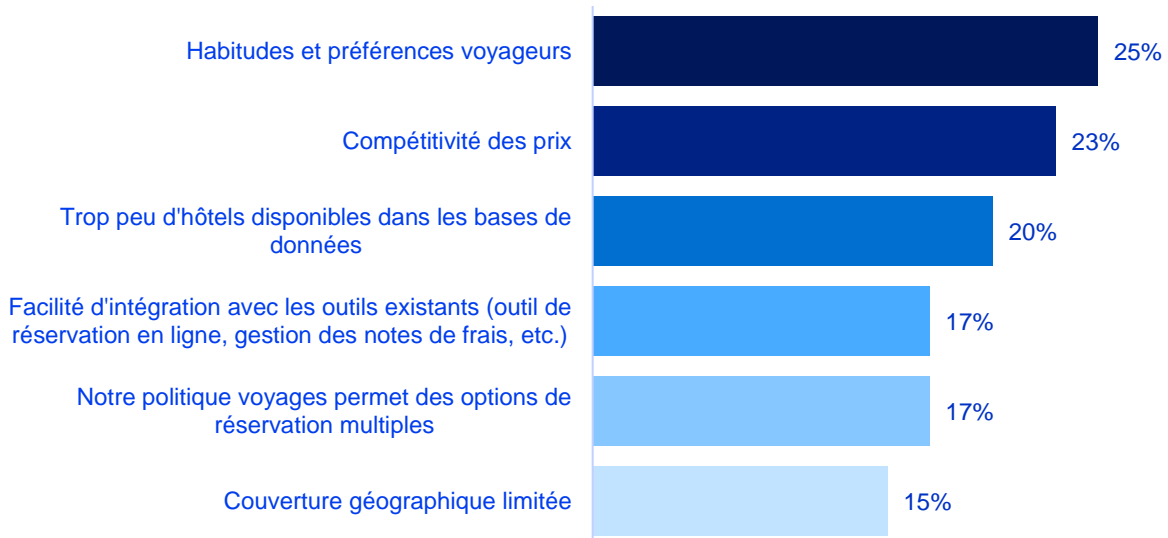 Habitudes et préférences voyageurs
25%
Compétitivité des prix
23%
Trop peu d'hôtels disponibles dans les bases de
données
20%
Facilité d'intégration avec les outils existants (outil de
réservation en ligne, gestion des notes de frais, etc.)
17%
Notre politique voyages permet des options de
réservation multiples
17%
Couverture géographique limitée
15%